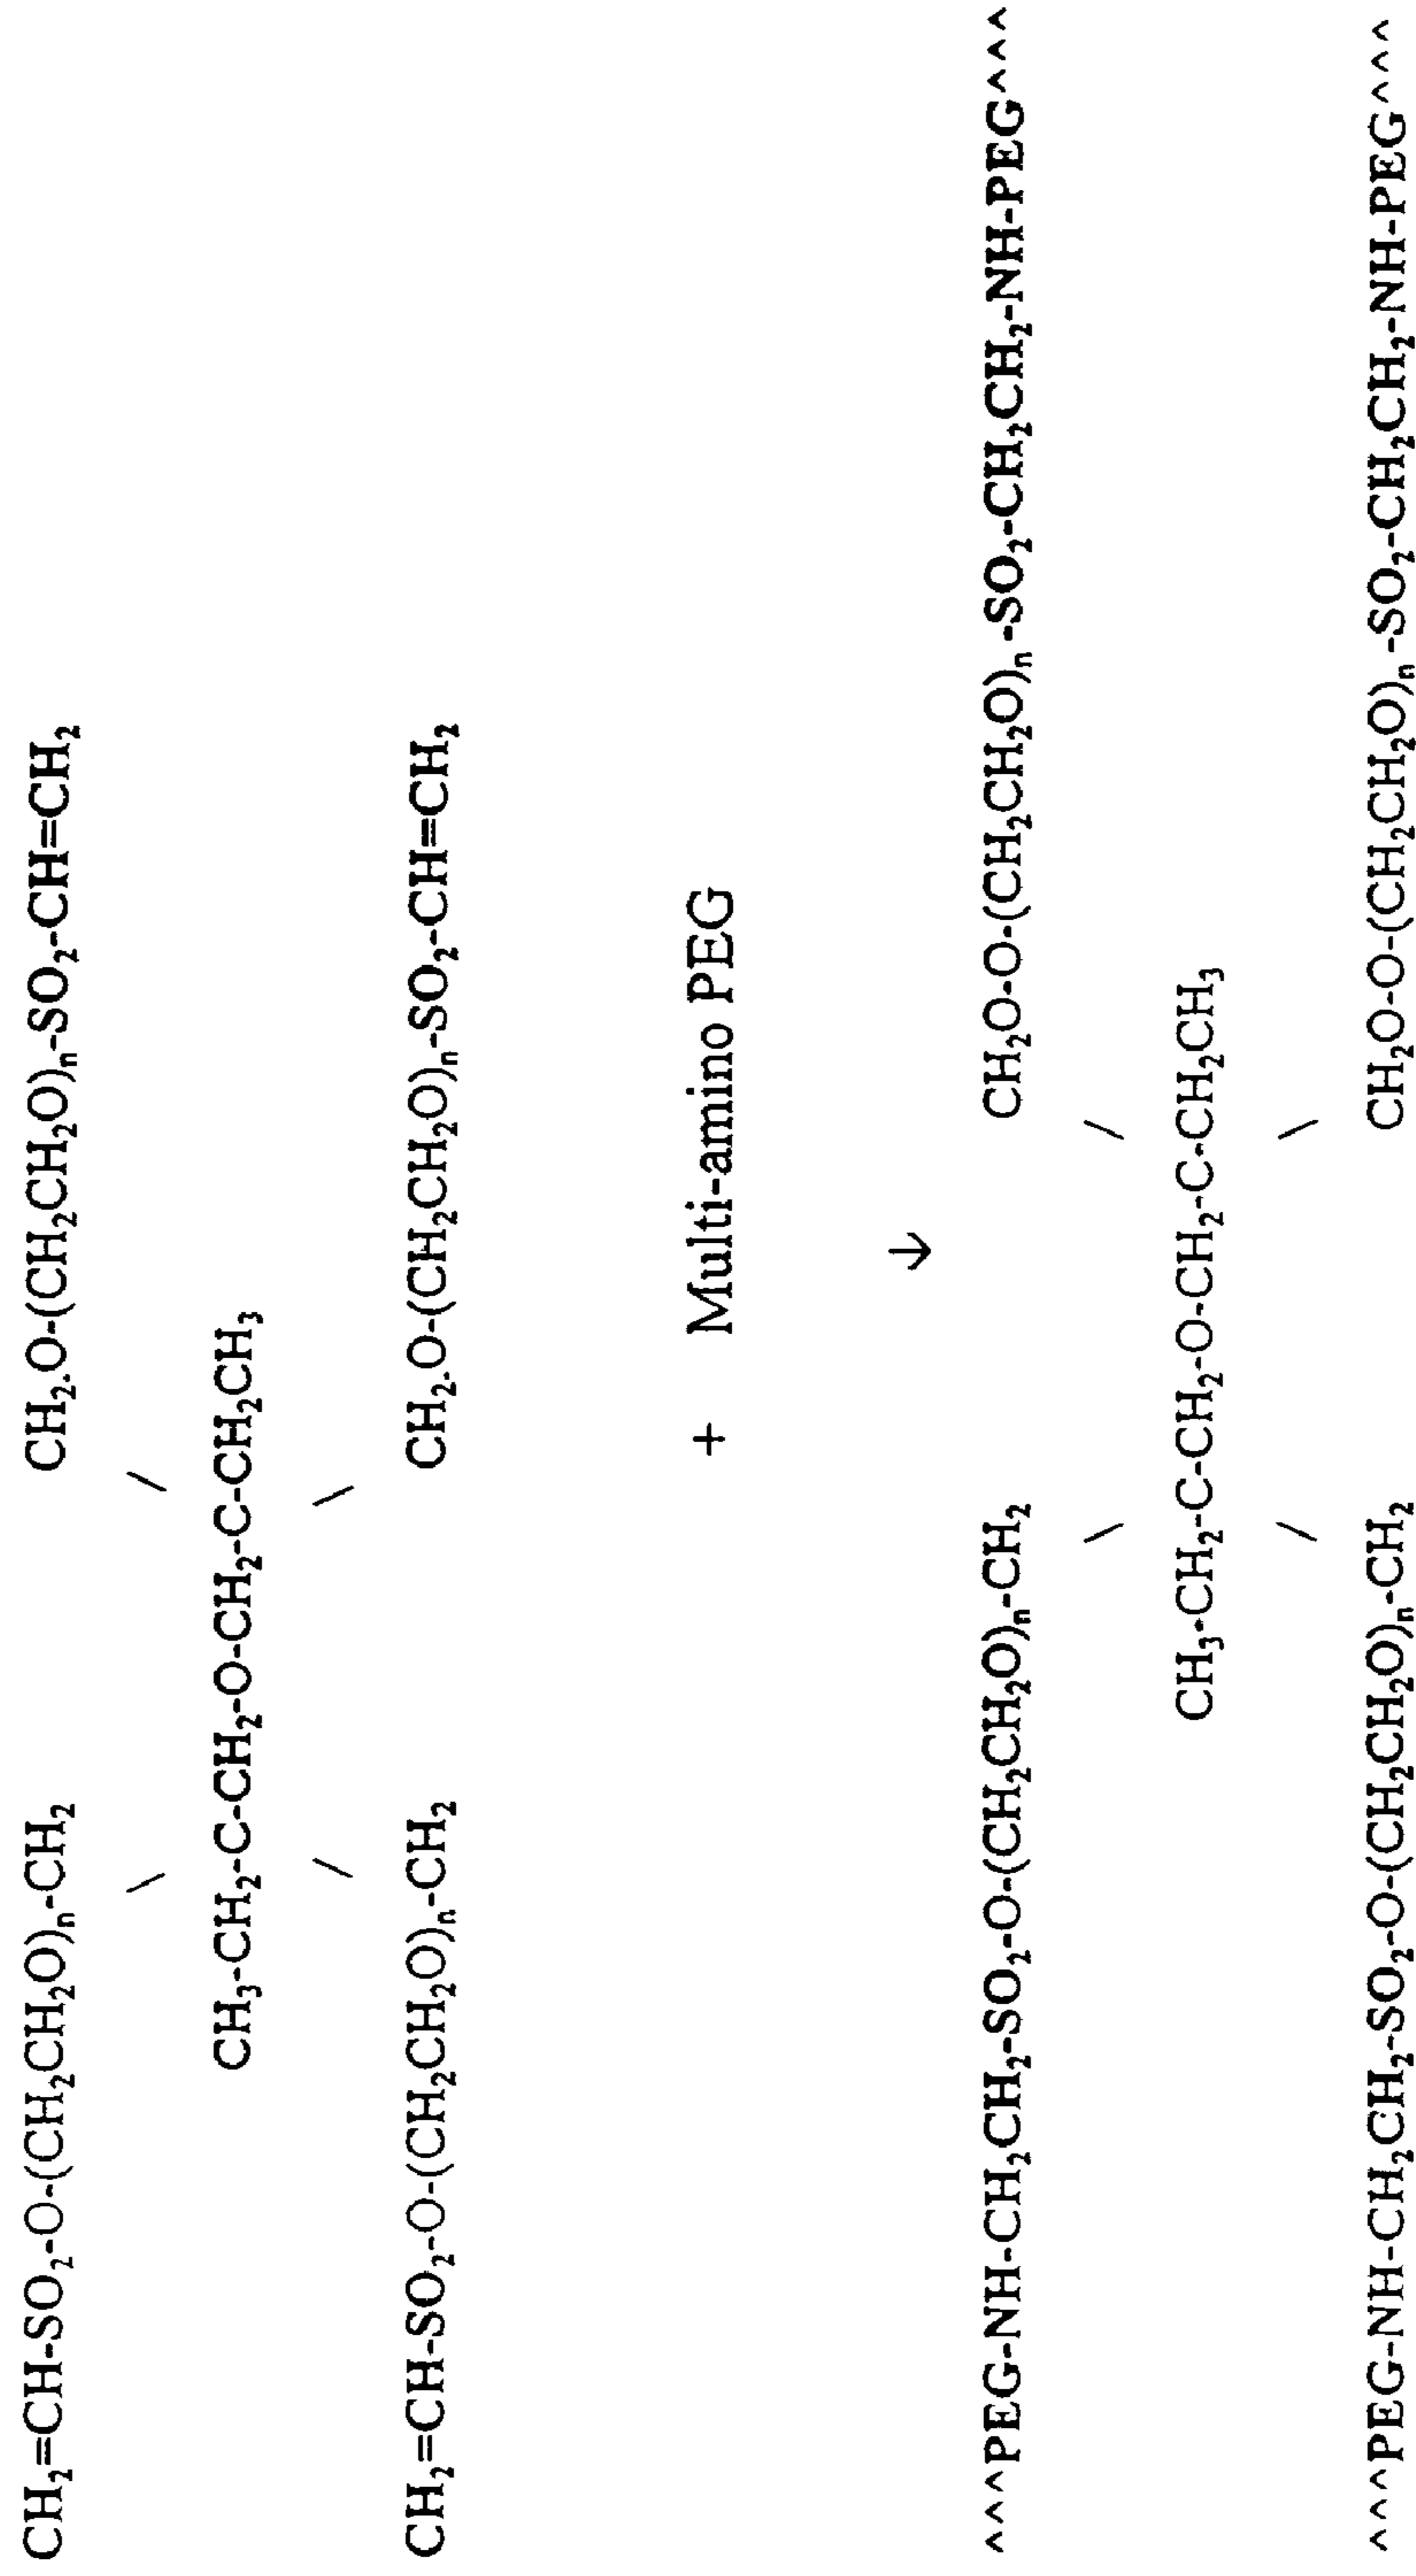 CH₂=CH-SO₂-O-(CH₂CH₂O)ₙ-CH₂ CH₂-O-(CH₂CH₂O)ₙ-SO₂-CH=CH₂
\ /
CH₃-CH₂-C-CH₂-O-CH₂-C-CH₂CH₃
/ \
CH₂=CH-SO₂-O-(CH₂CH₂O)ₙ-CH₂ CH₂-O-(CH₂CH₂O)ₙ-SO₂-CH=CH₂
+ Multi-amino PEG
↓
^^^PEG-NH-CH₂CH₂-SO₂-O-(CH₂CH₂O)ₙ-CH₂ CH₂O-O-(CH₂CH₂O)ₙ-SO₂-CH₂CH₂-NH-PEG^^^
/ /
CH₃-CH₂-C-CH₂-O-CH₂-C-CH₂CH₃
\ \
^^^PEG-NH-CH₂CH₂-SO₂-O-(CH₂CH₂O)ₙ-CH₂ CH₂O-O-(CH₂CH₂O)ₙ-SO₂-CH₂CH₂-NH-PEG^^^